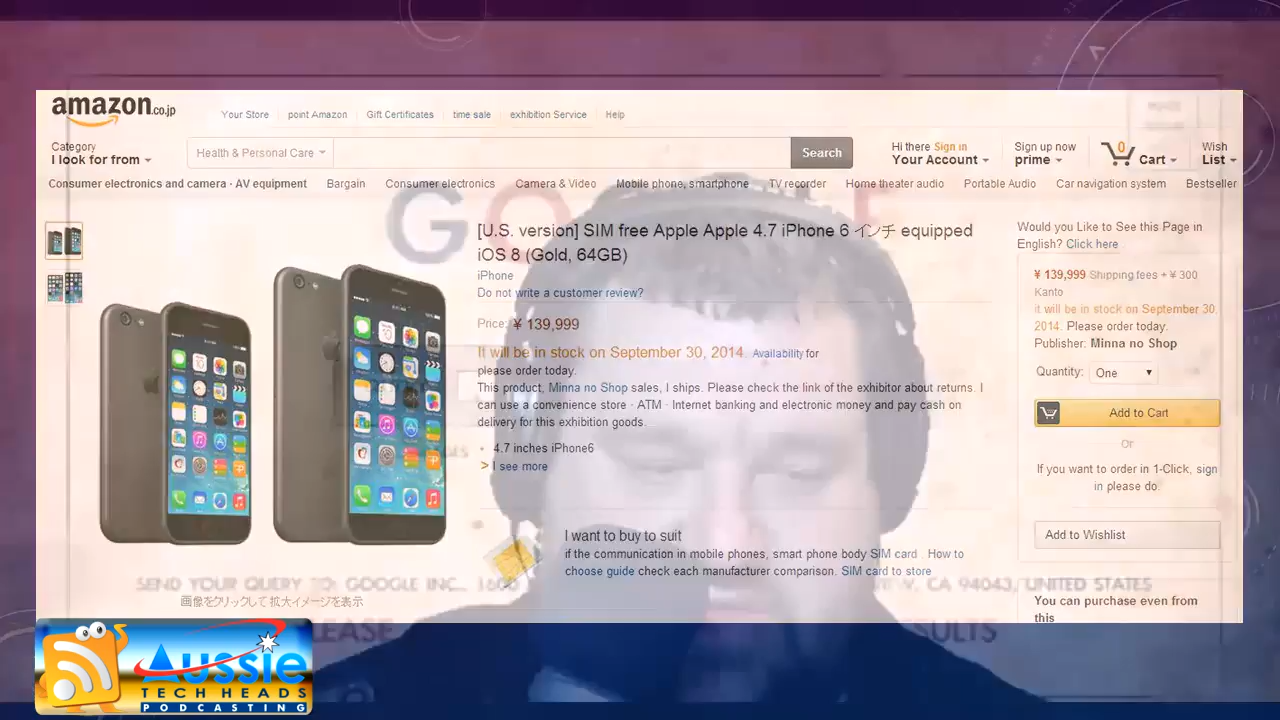 amazon.co.jp
Your Store point Amazon Gift Certificates time sale exhibition Service Help
Category
I look for from
Health & Personal Care
Search
Hi there Sign in
Your Account
Sign up now
prime
0
Cart
Wish
List
Consumer electronics and camera · AV equipment Bargain Consumer electronics Camera & Video Mobile phone, smartphone TV recorder Home theater audio Portable Audio Car navigation system Bestseller
[U.S. version] SIM free Apple Apple 4.7 iPhone 6 インチ equipped
iOS 8 (Gold, 64GB)
iPhone
Do not write a customer review?
Price: ¥ 139,999
It will be in stock on September 30, 2014. Availability for
please order today.
This product, Minna no Shop sales, I ships. Please check the link of the exhibitor about returns. I
can use a convenience store · ATM · Internet banking and electronic money and pay cash on
delivery for this exhibition goods.
• 4.7 inches iPhone6
> I see more
I want to buy to suit
if the communication in mobile phones, smart phone body SIM card . How to
choose guide check each manufacturer comparison. SIM card to store
画像をクリックして拡大イメージを表示
Would you Like to See this Page in
English? Click here
¥ 139,999 Shipping fees + ¥ 300
Kanto
it will be in stock on September 30,
2014. Please order today.
Publisher: Minna no Shop
Quantity: One
Add to Cart
Or
If you want to order in 1-Click, sign
in please do.
Add to Wishlist
You can purchase even from
this
SEND YOUR QUERY TO: GOOGLE INC., 1600
CA 94043, UNITED STATES
RESULTS
AUSSIE
TECH HEADS
PODCASTING